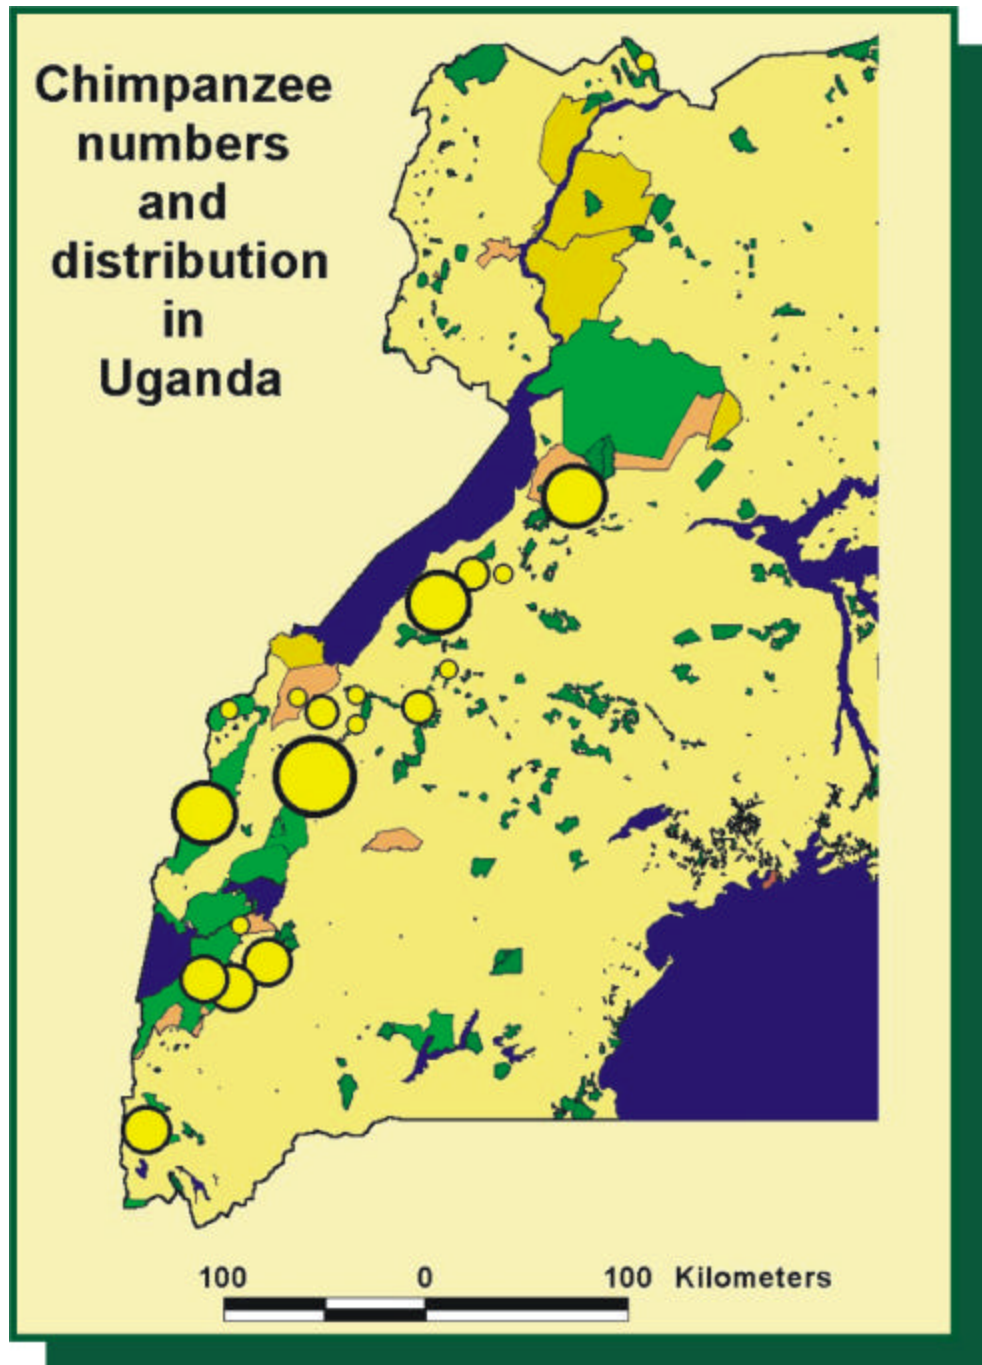 Chimpanzee
numbers
and
distribution
in
Uganda
100 0 100 Kilometers